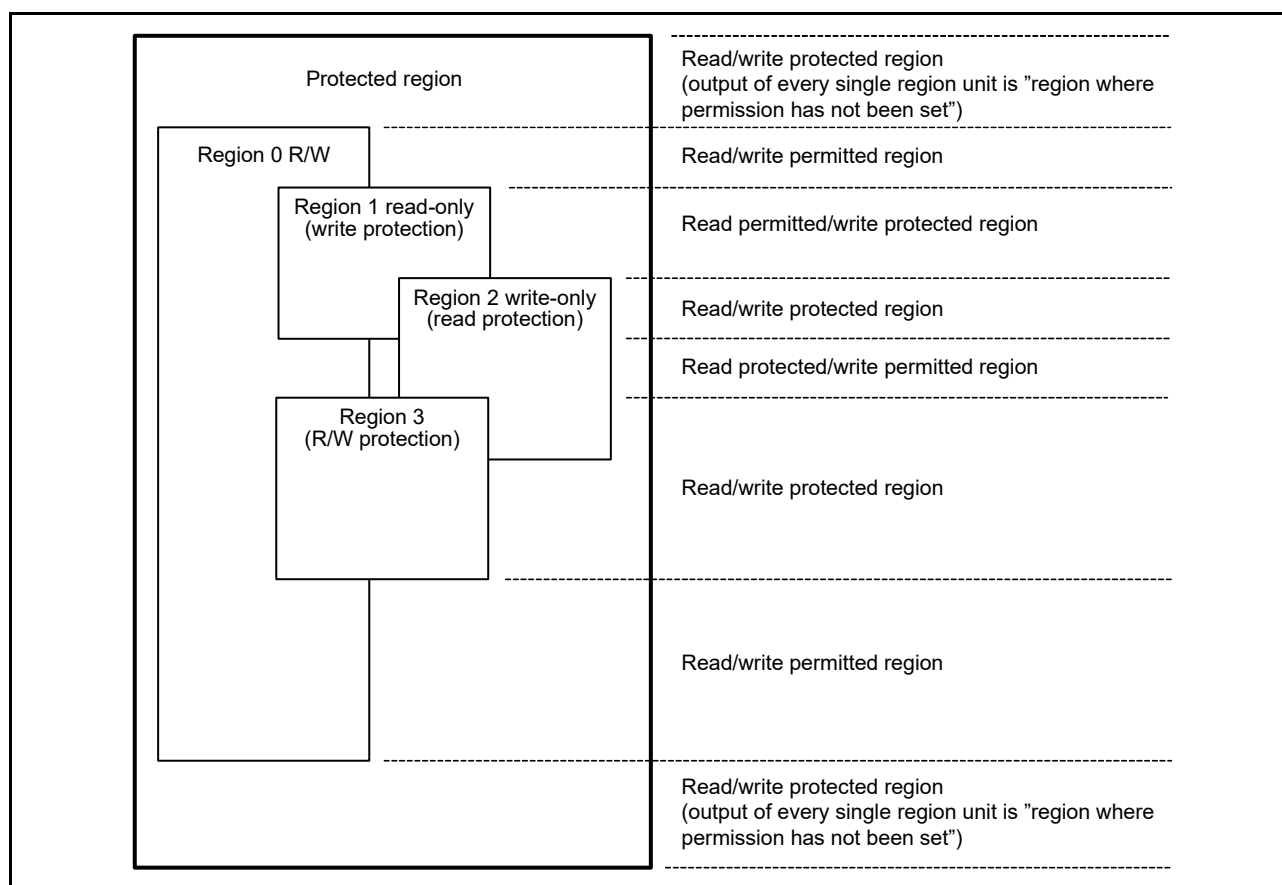 Protected region
Read/write protected region
(output of every single region unit is ”region where
permission has not been set”)
Region 0 R/W
Read/write permitted region
Region 1 read-only
(write protection)
Read permitted/write protected region
Region 2 write-only
(read protection)
Read/write protected region
Read protected/write permitted region
Region 3
(R/W protection)
Read/write protected region
Read/write permitted region
Read/write protected region
(output of every single region unit is ”region where
permission has not been set”)